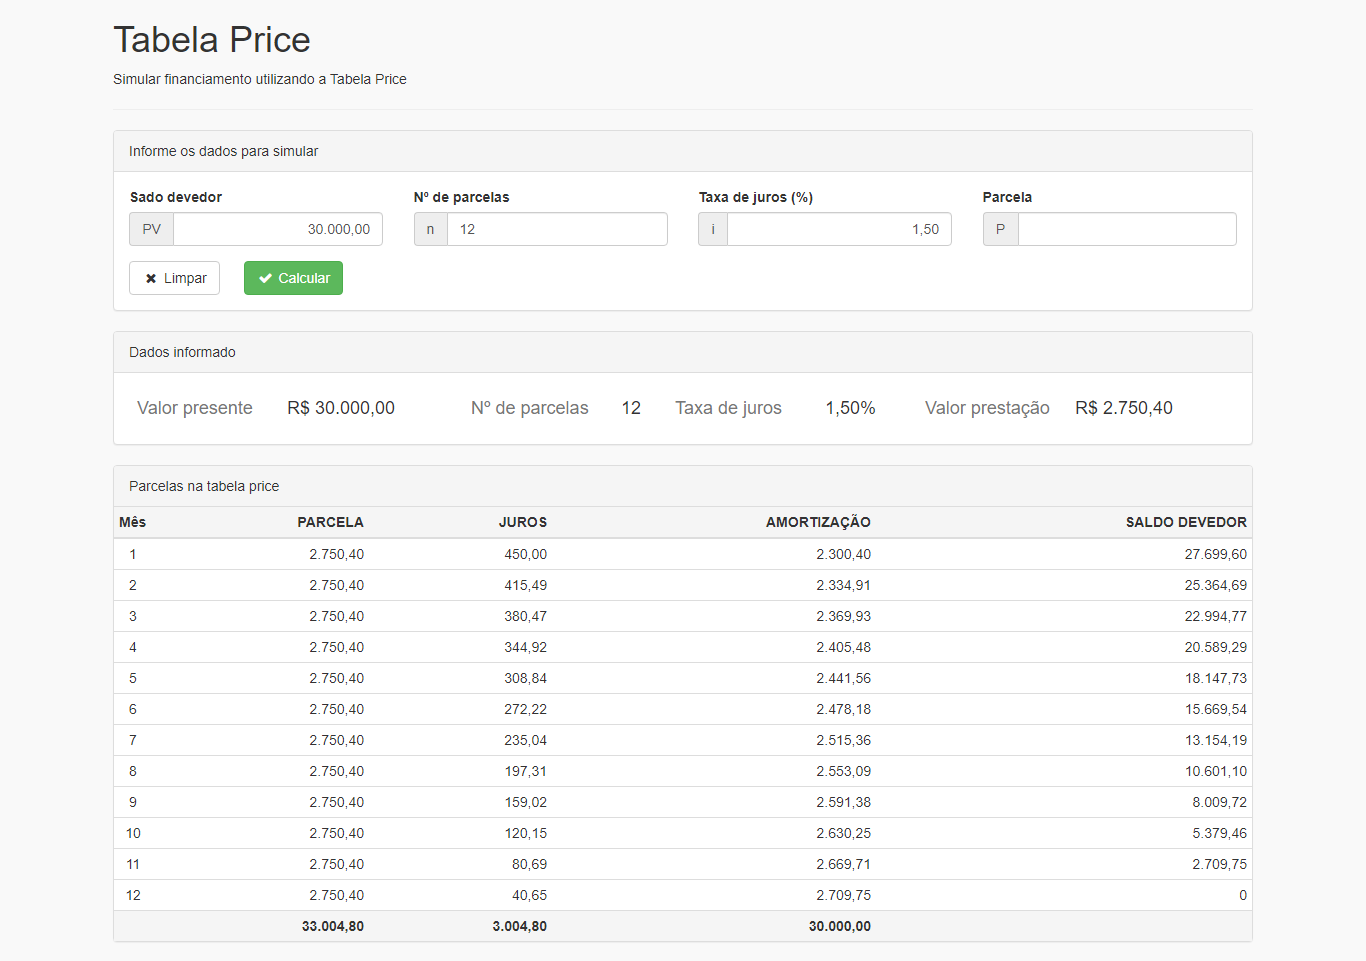 Tabela Price
Simular financiamento utilizando a Tabela Price
Informe os dados para simular
Sado devedor Nº de parcelas Taxa de juros (%) Parcela
PV 30.000,00 n 12 i 1,50 P
Limpar Calcular
Dados informado
Valor presente R$ 30.000,00 Nº de parcelas 12 Taxa de juros 1,50% Valor prestação R$ 2.750,40
Parcelas na tabela price
Mês PARCELA JUROS AMORTIZAÇÃO SALDO DEVEDOR
1 2.750,40 450,00 2.300,40 27.699,60
2 2.750,40 415,49 2.334,91 25.364,69
3 2.750,40 380,47 2.369,93 22.994,77
4 2.750,40 344,92 2.405,48 20.589,29
5 2.750,40 308,84 2.441,56 18.147,73
6 2.750,40 272,22 2.478,18 15.669,54
7 2.750,40 235,04 2.515,36 13.154,19
8 2.750,40 197,31 2.553,09 10.601,10
9 2.750,40 159,02 2.591,38 8.009,72
10 2.750,40 120,15 2.630,25 5.379,46
11 2.750,40 80,69 2.669,71 2.709,75
12 2.750,40 40,65 2.709,75 0
33.004,80 3.004,80 30.000,00